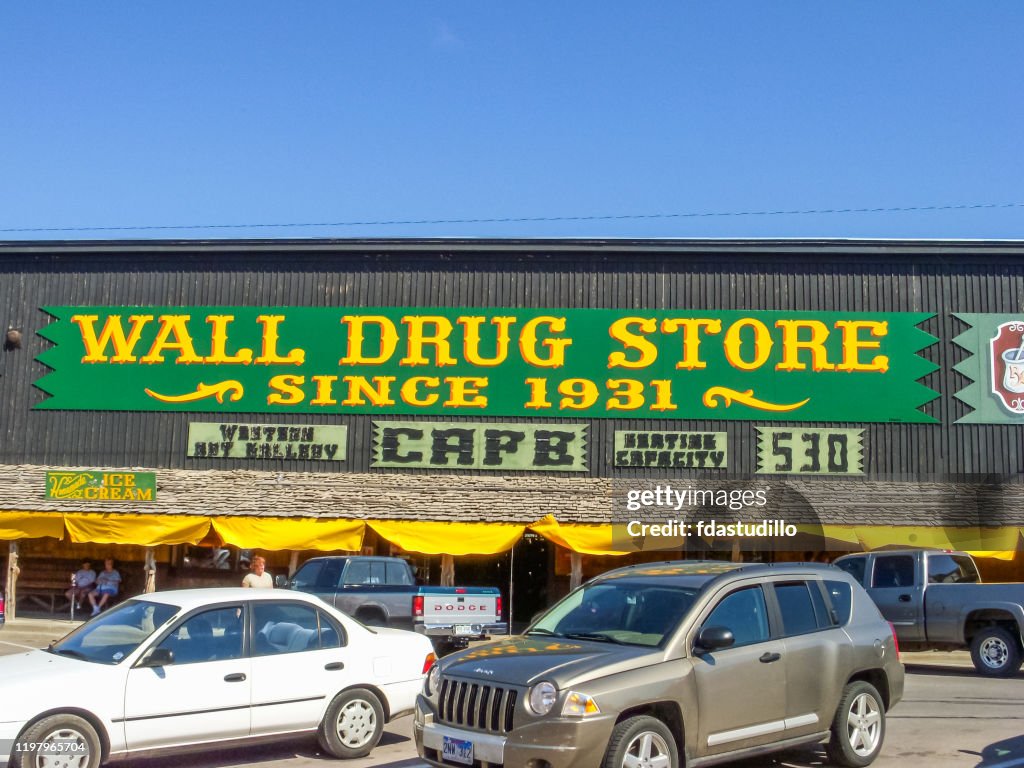 WALL DRUG STORE
SINCE 1931
WESTERN
ART GALLERY
CAFE
SEATING
CAPACITY
530
Homemade ICE
CREAM
gettyimages®
Credit: fdastudillo
DODGE
1197965704